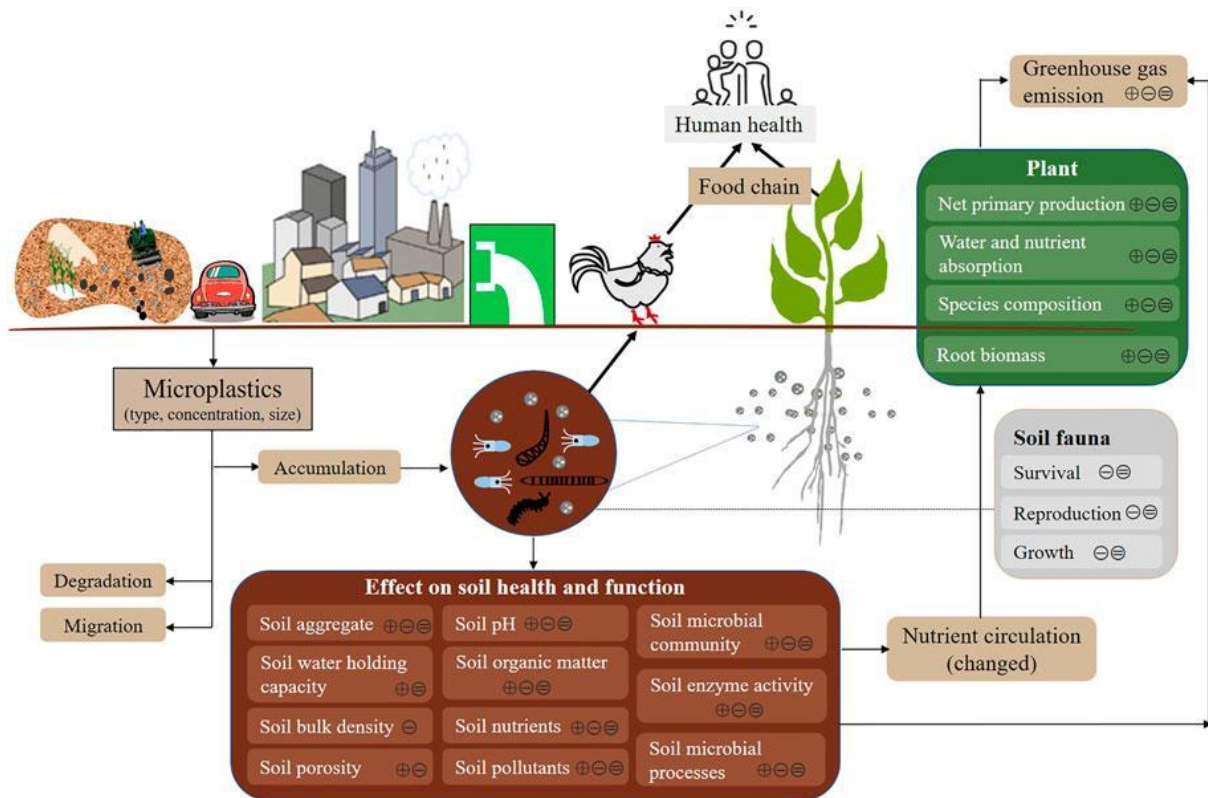 Greenhouse gas
emission ⊕⊖⊜
Human health
Food chain
Plant
Net primary production ⊕⊖⊜
Water and nutrient
absorption ⊕⊖⊜
Species composition ⊕⊖⊜
Root biomass ⊕⊖⊜
Microplastics
(type, concentration, size)
Accumulation
Soil fauna
Survival ⊖⊜
Reproduction ⊖⊜
Growth ⊖⊜
Degradation
Migration
Effect on soil health and function
Soil aggregate ⊕⊖⊜
Soil water holding
capacity ⊕⊜
Soil bulk density ⊖
Soil porosity ⊕⊖
Soil pH ⊕⊖⊜
Soil organic matter
⊕⊖⊜
Soil nutrients ⊕⊖⊜
Soil pollutants ⊕⊖⊜
Soil microbial
community ⊕⊖⊜
Soil enzyme activity
⊕⊖⊜
Soil microbial
processes ⊕⊖⊜
Nutrient circulation
(changed)